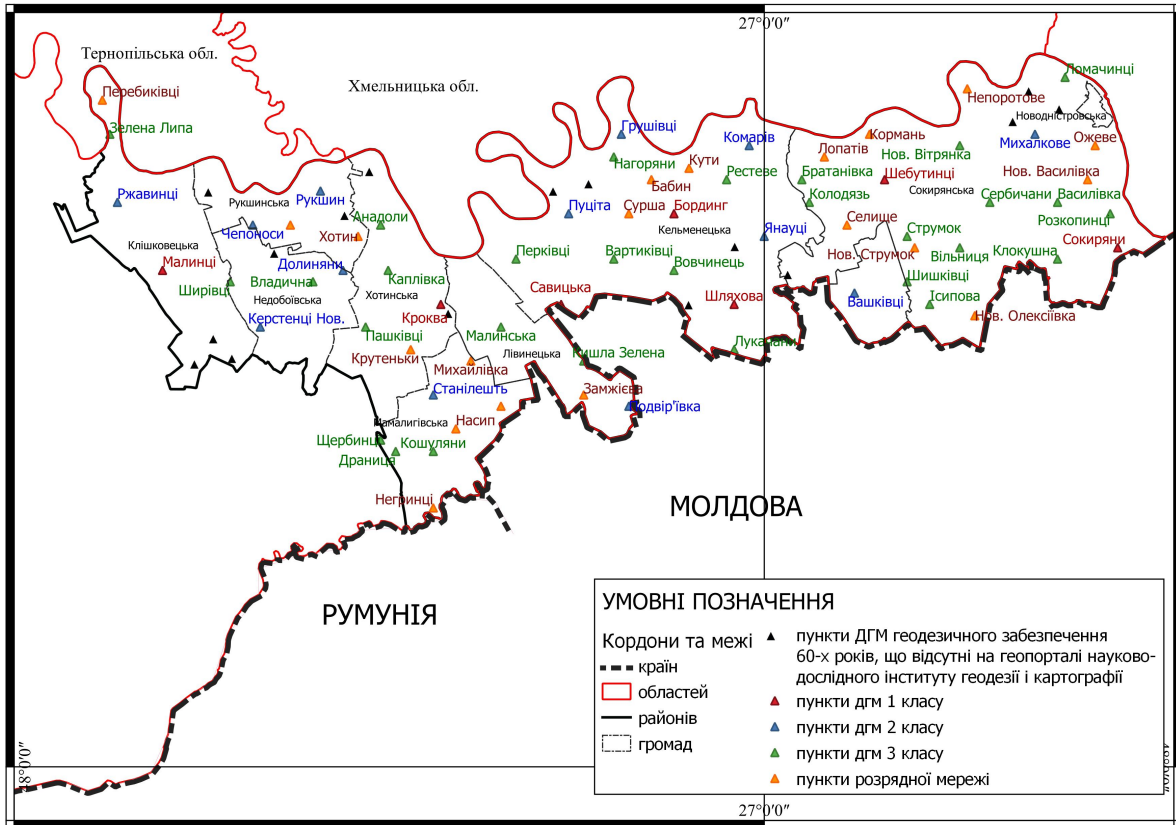 27°0′0″
Тернопільська обл.
Хмельницька обл.
Перебиківці
Зелена Липа
Ломачинці
Непоротове
Новодністровська
Грушівці
Комарів
Кормань
Михалкове
Ожеве
Нагоряни
Кути
Лопатів
Нов. Вітрянка
Бабин
Рестеве
Братанівка
Шебутинці
Нов. Василівка
Сокирянська
Ржавинці
Рукшинська
Рукшин
Колодязь
Сербичани
Василівка
Пуцита
Сурша
Бординг
Розкопинці
Чепоноси
Хотин
Анадоли
Кельменецька
Янауці
Селище
Струмок
Клішковецька
Перківці
Вартиківці
Вовчинець
Нов. Струмок
Вільниця
Клокушна
Сокиряни
Малинці
Долиняни
Ширівці
Владична
Каплівка
Шишківці
Недобоївська
Хотинська
Савицька
Шляхова
Вашківці
Ісипова
Керстенці Нов.
Кроква
Нов. Олексіївка
Пашківці
Малинська
Крутеньки
Лівинецька
Кишла Зелена
Лукачани
Михайлівка
Станілешть
Замжієва
Подвір'ївка
Мамалигівська
Насип
Щербинці
Кошуляни
Драниця
Негринці
МОЛДОВА
РУМУНІЯ
УМОВНІ ПОЗНАЧЕННЯ
Кордони та межі
країн
областей
районів
громад
пункти ДГМ геодезичного забезпечення
60-х років, що відсутні на геопорталі науково-
дослідного інституту геодезії і картографії
пункти дгм 1 класу
пункти дгм 2 класу
пункти дгм 3 класу
пункти розрядної мережі
48°0′0″
27°0′0″